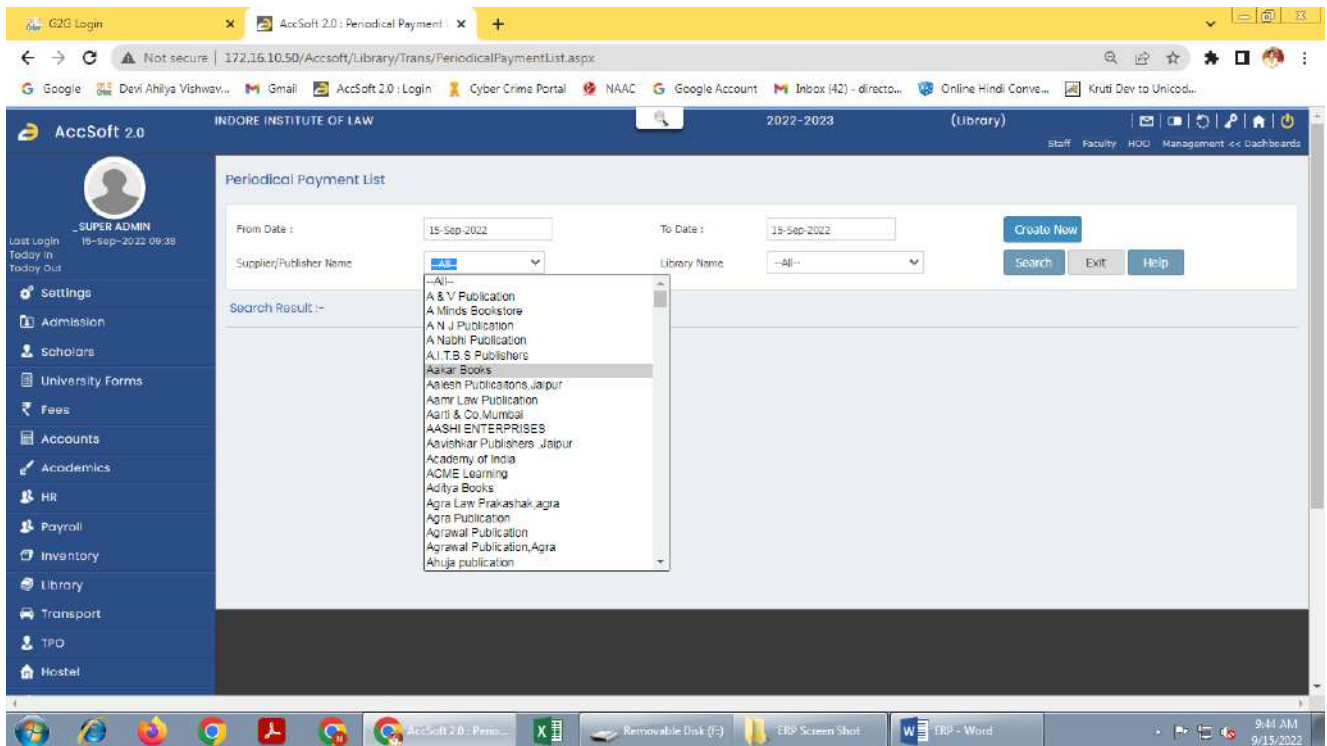 G2G Login
AccSoft 2.0 : Periodical Payment
Not secure | 172.16.10.50/Accsoft/Library/Trans/PeriodicalPaymentList.aspx
Google Devi Ahilya Vishwav... Gmail AccSoft 2.0 : Login Cyber Crime Portal NAAC Google Account Inbox (42) - directo... Online Hindi Conve... Kruti Dev to Unicod...
AccSoft 2.0
INDORE INSTITUTE OF LAW 2022-2023 (Library)
Staff Faculty HOD Management << Dashboards
_SUPER ADMIN
Last Login 15-Sep-2022 09:38
Today In
Today Out
Settings
Admission
Scholars
University Forms
Fees
Accounts
Academics
HR
Payroll
Inventory
Library
Transport
TPO
Hostel
Periodical Payment List
From Date : 15-Sep-2022 To Date : 15-Sep-2022 Create New
Supplier/Publisher Name --All-- Library Name --All-- Search Exit Help
Search Result :-
--All--
A & V Publication
A Minds Bookstore
A N J Publication
A Nabhi Publication
A.I.T.B.S Publishers
Aakar Books
Aalesh Publicaitons,Jaipur
Aamr Law Publication
Aarti & Co,Mumbai
AASHI ENTERPRISES
Aavishkar Publishers ,Jaipur
Academy of India
ACME Learning
Aditya Books
Agra Law Prakashak,agra
Agra Publication
Agrawal Publication
Agrawal Publication,Agra
Ahuja publication
AccSoft 2.0 : Perio... Removable Disk (F:) ERP Screen Shot ERP - Word
9:44 AM
9/15/2022